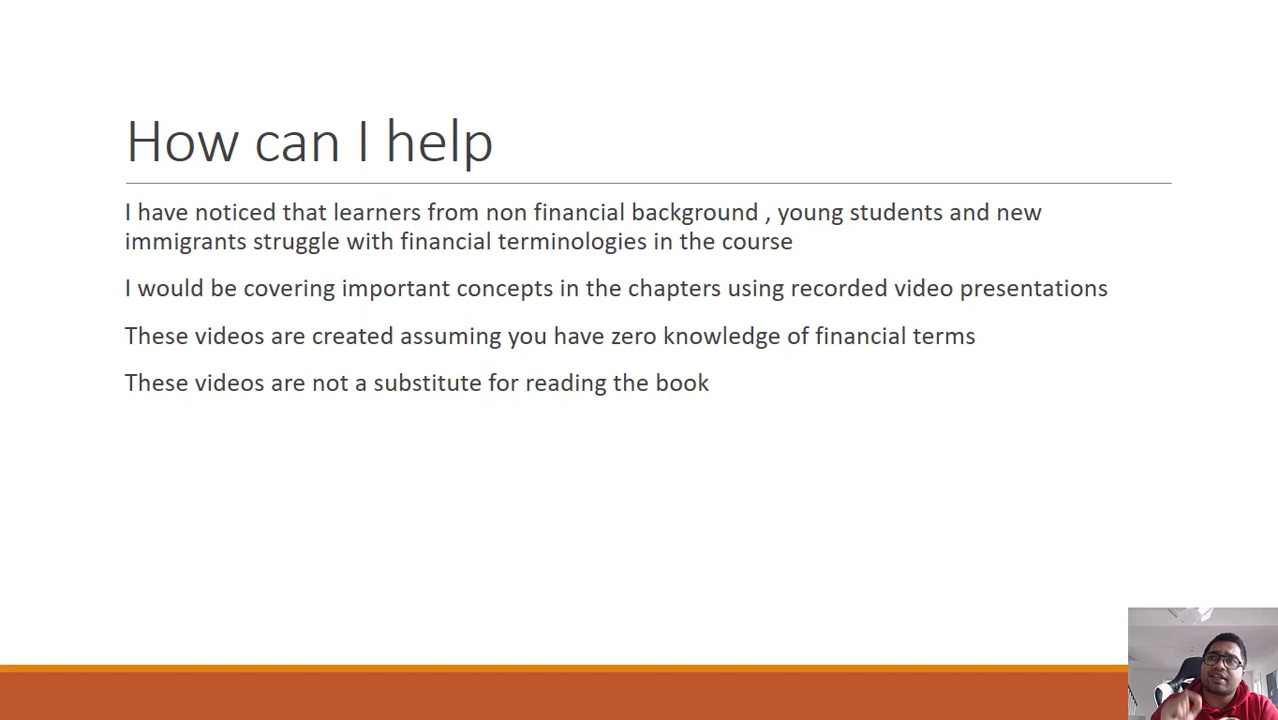 How can I help
I have noticed that learners from non financial background , young students and new
immigrants struggle with financial terminologies in the course
I would be covering important concepts in the chapters using recorded video presentations
These videos are created assuming you have zero knowledge of financial terms
These videos are not a substitute for reading the book